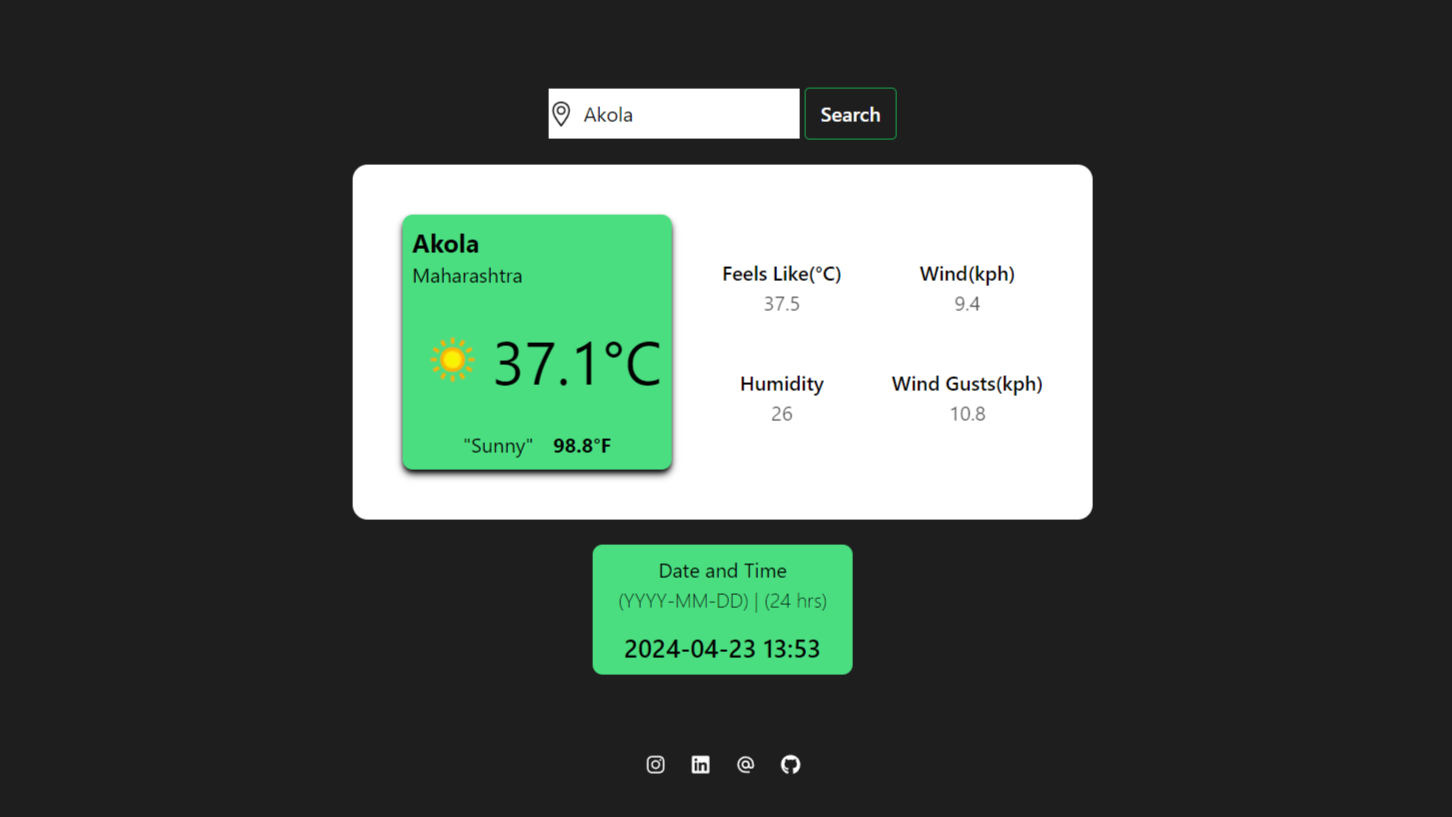 Akola
Search
Akola
Maharashtra
37.1°C
"Sunny" 98.8°F
Feels Like(°C)
37.5
Wind(kph)
9.4
Humidity
26
Wind Gusts(kph)
10.8
Date and Time
(YYYY-MM-DD) | (24 hrs)
2024-04-23 13:53